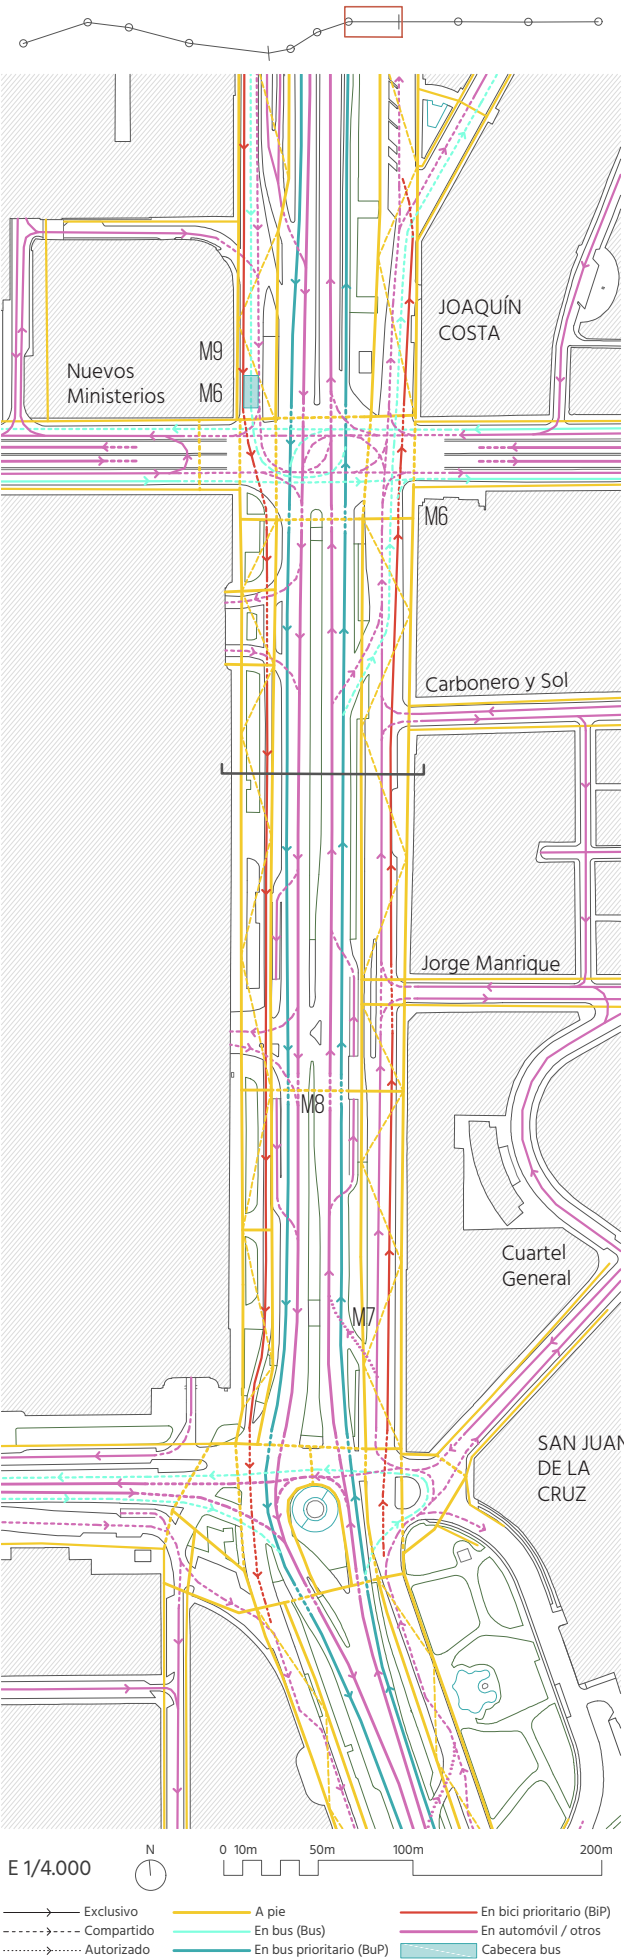 JOAQUÍN
COSTA
M9
Nuevos
Ministerios
M6
M6
Carbonero y Sol
Jorge Manrique
M8
Cuartel
General
M7
SAN JUAN
DE LA
CRUZ
E 1/4.000
N
0 10m 50m 100m 200m
Exclusivo A pie En bici prioritario (BiP)
Compartido En bus (Bus) En automóvil / otros
Autorizado En bus prioritario (BuP) Cabecera bus